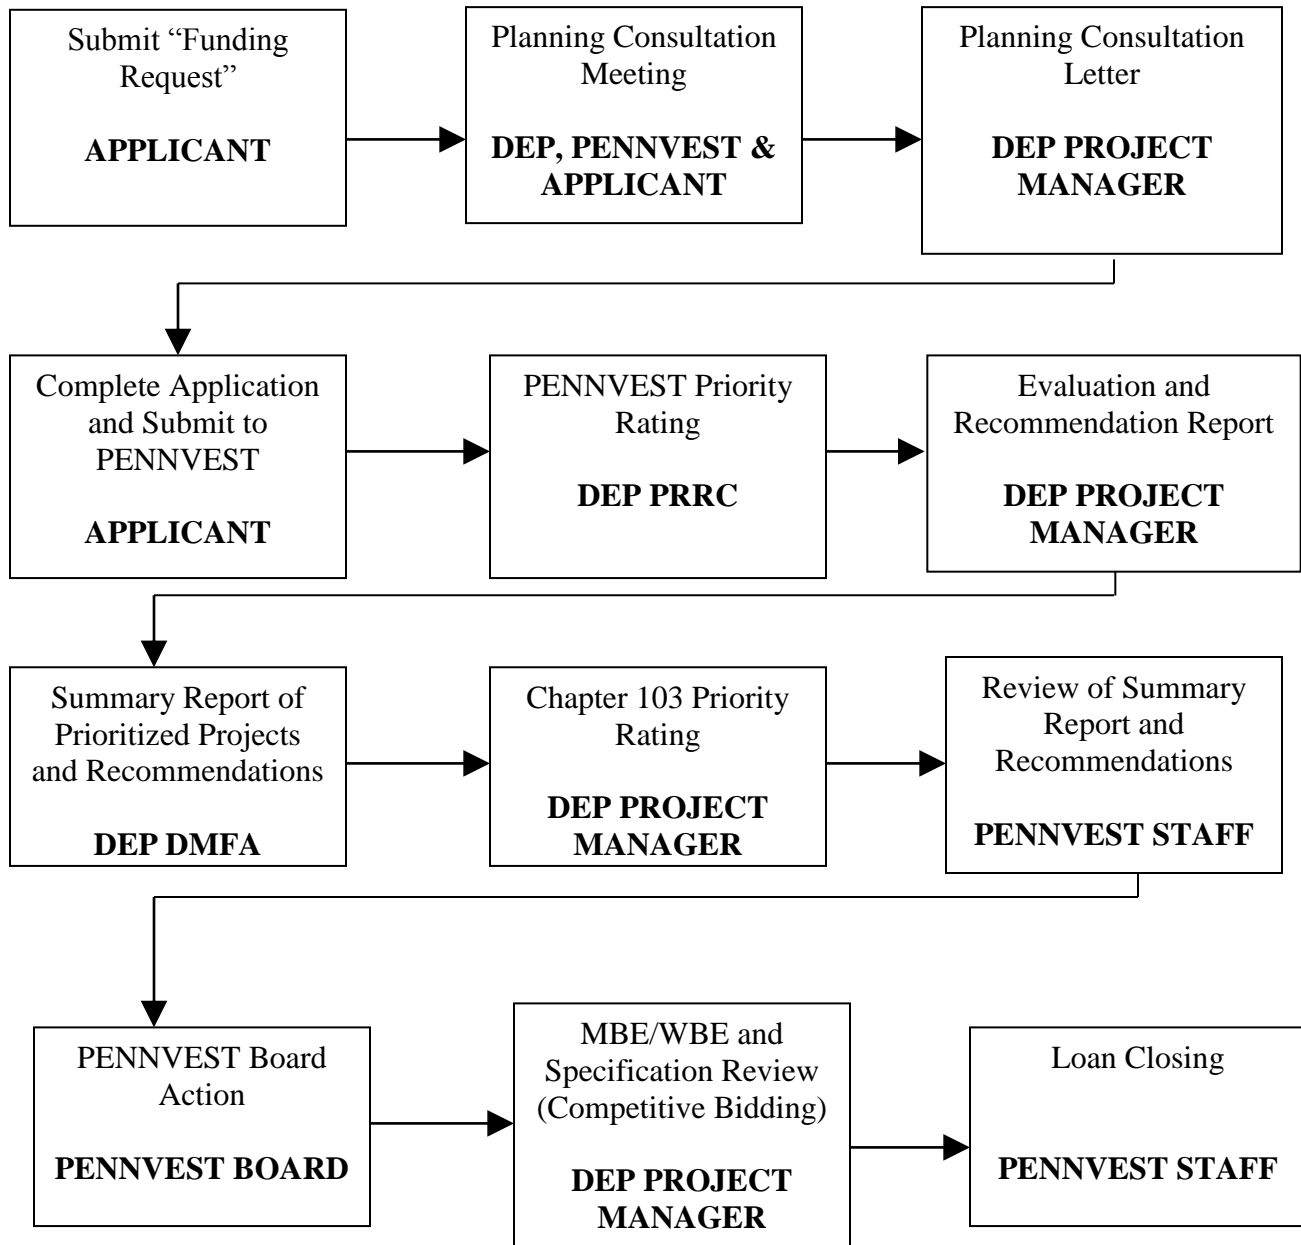 Submit “Funding
Request”
APPLICANT
Planning Consultation
Meeting
DEP, PENNVEST &
APPLICANT
Planning Consultation
Letter
DEP PROJECT
MANAGER
Complete Application
and Submit to
PENNVEST
APPLICANT
PENNVEST Priority
Rating
DEP PRRC
Evaluation and
Recommendation Report
DEP PROJECT
MANAGER
Summary Report of
Prioritized Projects
and Recommendations
DEP DMFA
Chapter 103 Priority
Rating
DEP PROJECT
MANAGER
Review of Summary
Report and
Recommendations
PENNVEST STAFF
PENNVEST Board
Action
PENNVEST BOARD
MBE/WBE and
Specification Review
(Competitive Bidding)
DEP PROJECT
MANAGER
Loan Closing
PENNVEST STAFF